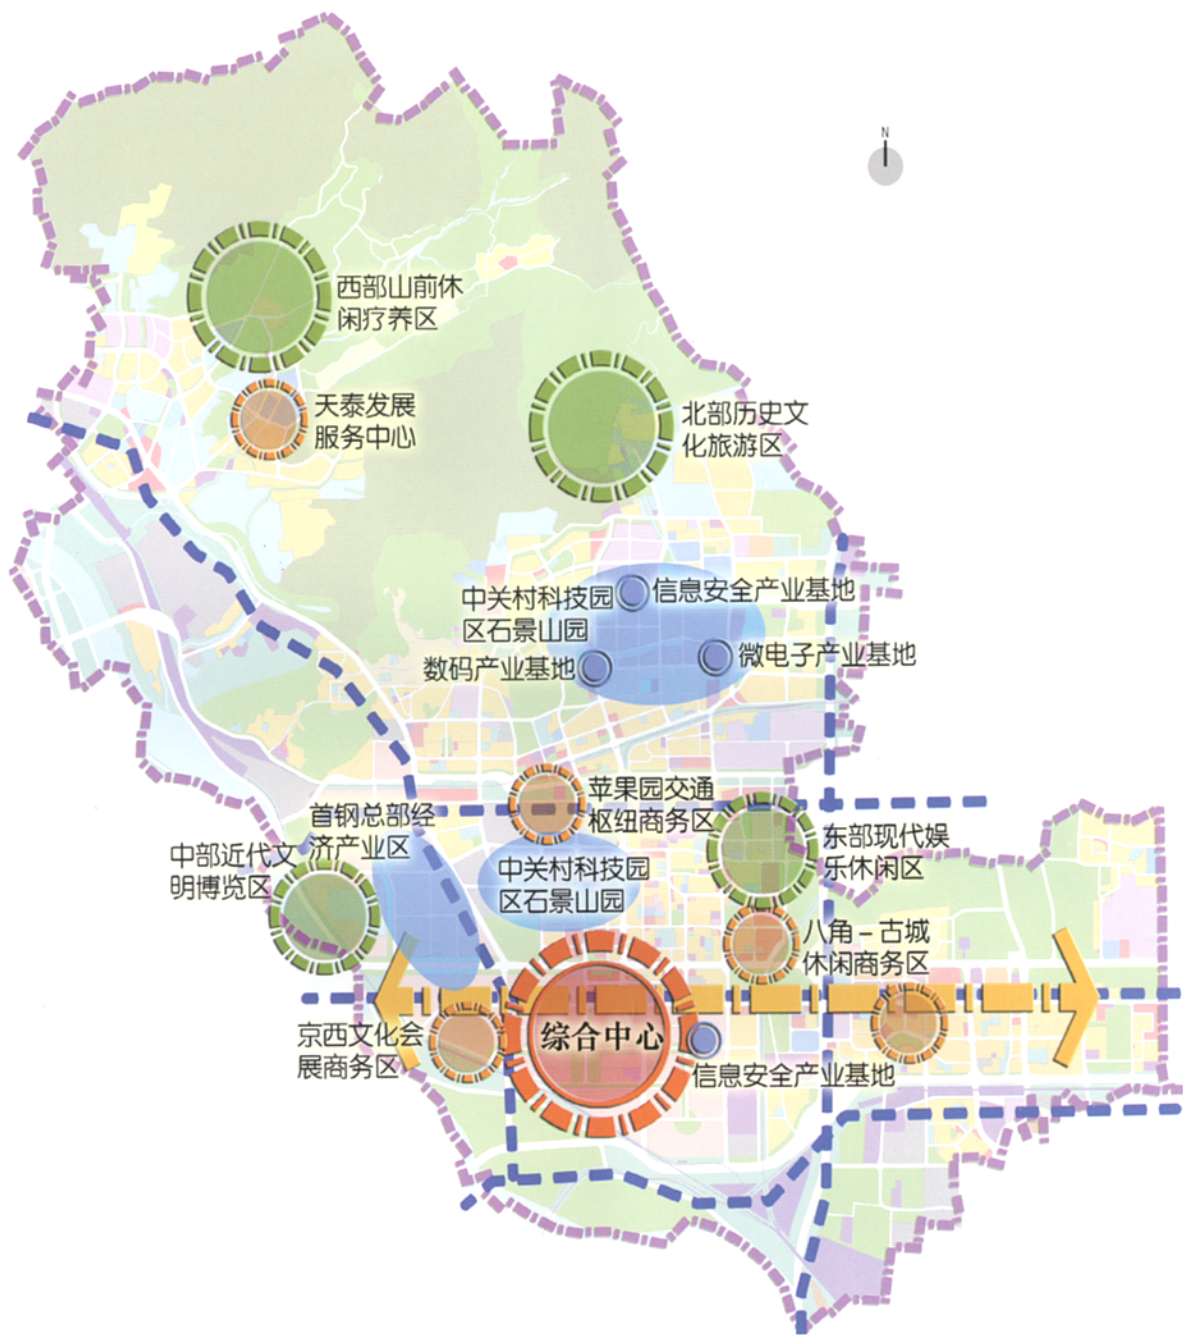 N
西部山前休
闲疗养区
天泰发展
服务中心
北部历史文
化旅游区
中关村科技园
区石景山园
信息安全产业基地
数码产业基地
微电子产业基地
苹果园交通
枢纽商务区
首钢总部经
济产业区
中部近代文
明博览区
中关村科技园
区石景山园
东部现代娱
乐休闲区
八角－古城
休闲商务区
京西文化会
展商务区
综合中心
信息安全产业基地